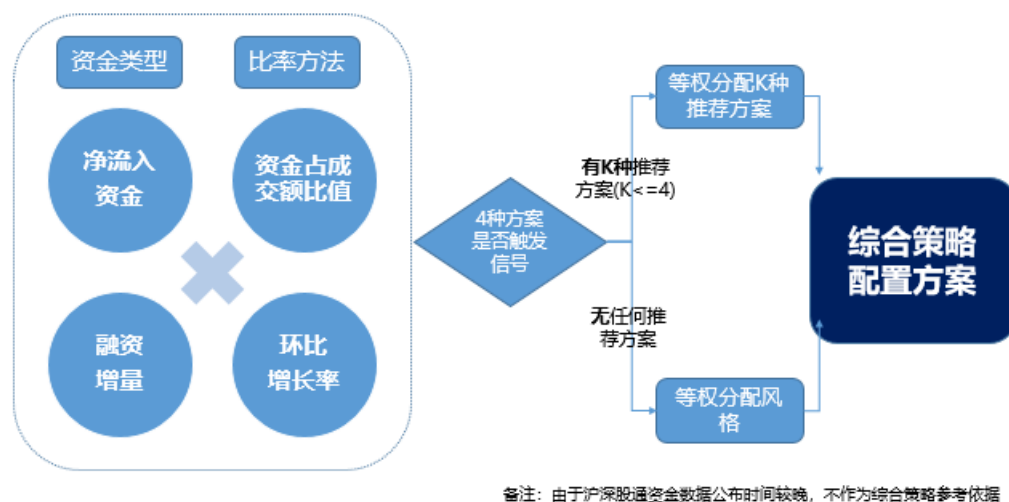 资金类型
比率方法
净流入
资金
资金占成
交额比值
融资
增量
环比
增长率
4种方案
是否触发
信号
有K种推荐
方案(K<=4)
无任何推
荐方案
等权分配K种
推荐方案
等权分配风
格
综合策略
配置方案
备注：由于沪深股通资金数据公布时间较晚，不作为综合策略参考依据